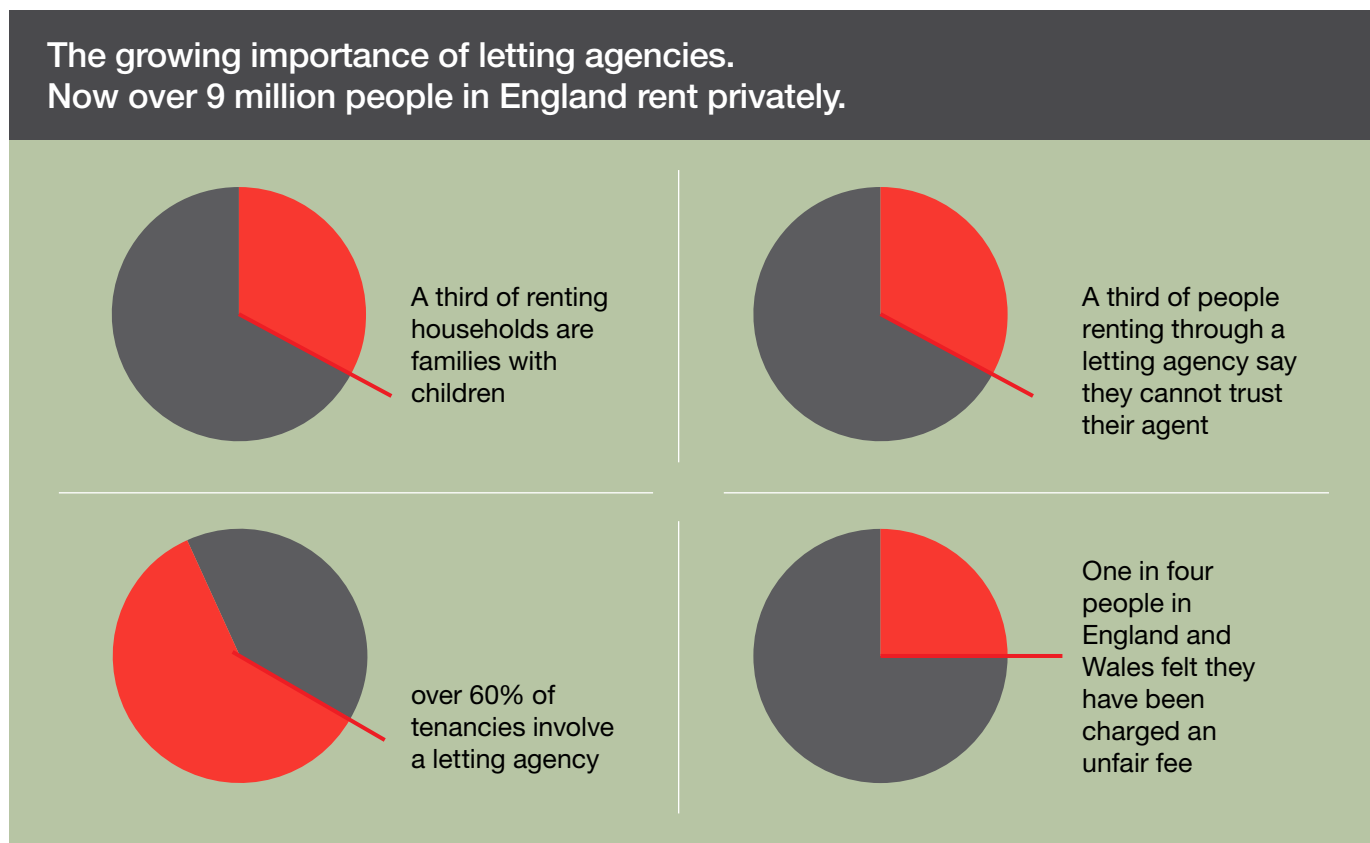 The growing importance of letting agencies.
Now over 9 million people in England rent privately.
A third of renting
households are
families with
children
A third of people
renting through a
letting agency say
they cannot trust
their agent
over 60% of
tenancies involve
a letting agency
One in four
people in
England and
Wales felt they
have been
charged an
unfair fee